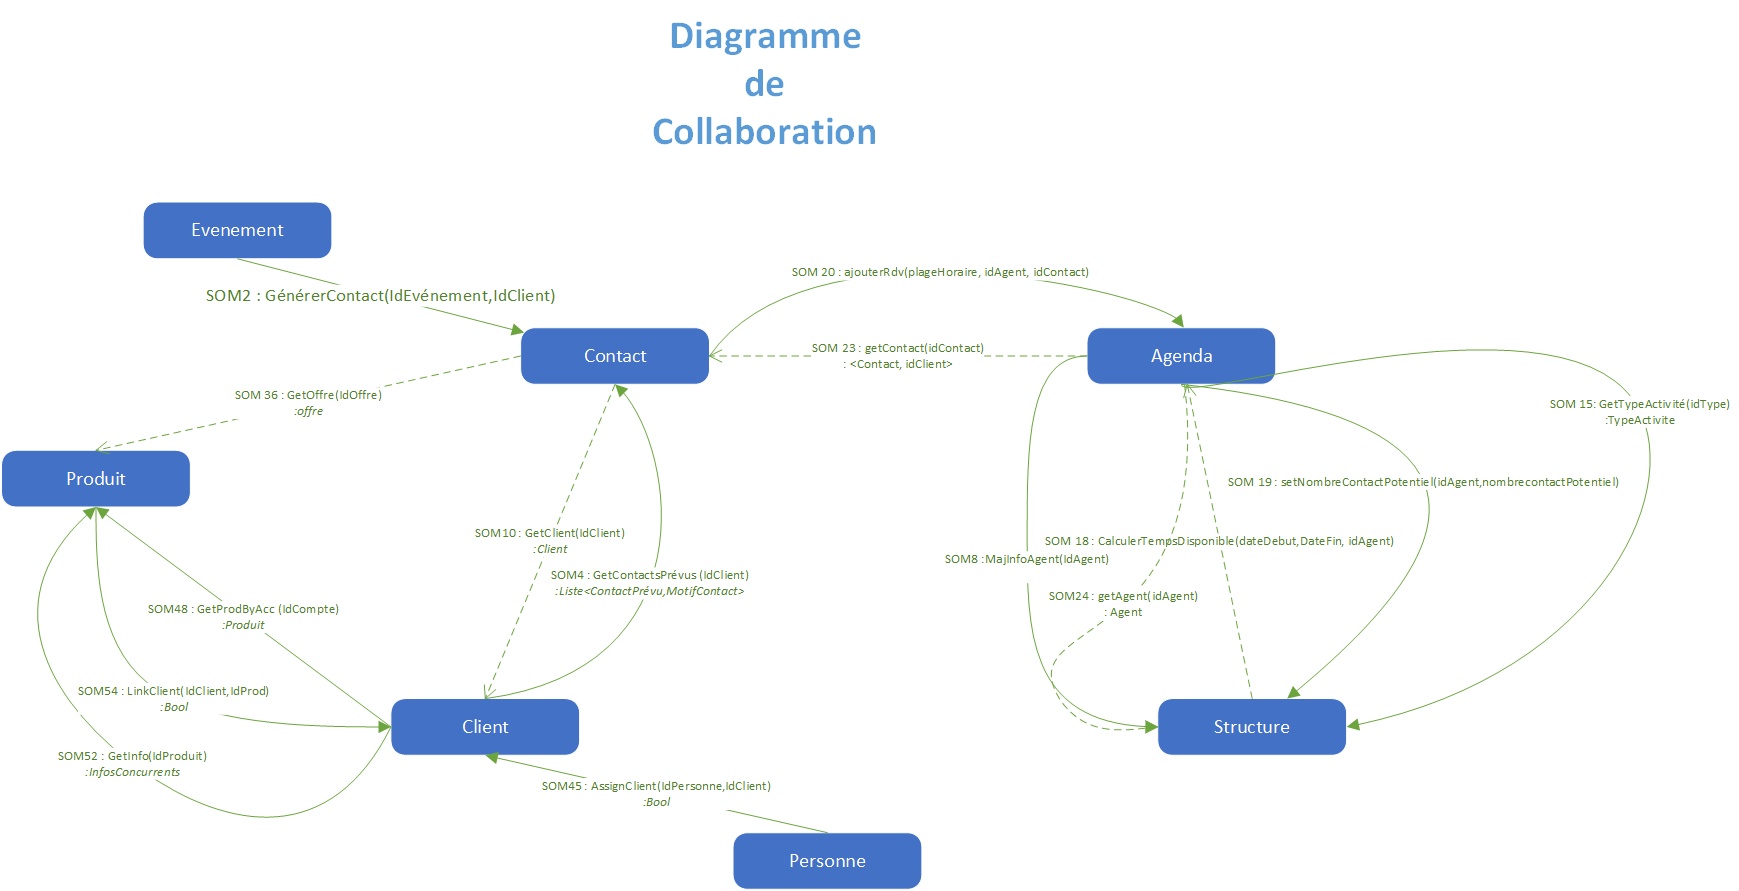 Diagramme
de
Collaboration
Evenement
SOM2 : GénérerContact(IdEvénement,IdClient)
SOM 20 : ajouterRdv(plageHoraire, idAgent, idContact)
Contact
SOM 23 : getContact(idContact)
: <Contact, idClient>
Agenda
SOM 36 : GetOffre(IdOffre)
:offre
SOM 15: GetTypeActivité(idType)
:TypeActivite
Produit
SOM 19 : setNombreContactPotentiel(idAgent,nombrecontactPotentiel)
SOM10 : GetClient(IdClient)
:Client
SOM 18 : CalculerTempsDisponible(dateDebut,DateFin, idAgent)
SOM8 :MajInfoAgent(IdAgent)
SOM4 : GetContactsPrévus (IdClient)
:Liste<ContactPrévu,MotifContact>
SOM24 : getAgent(idAgent)
: Agent
SOM48 : GetProdByAcc (IdCompte)
:Produit
SOM54 : LinkClient(IdClient,IdProd)
:Bool
Client
Structure
SOM52 : GetInfo(IdProduit)
:InfosConcurrents
SOM45 : AssignClient(IdPersonne,IdClient)
:Bool
Personne